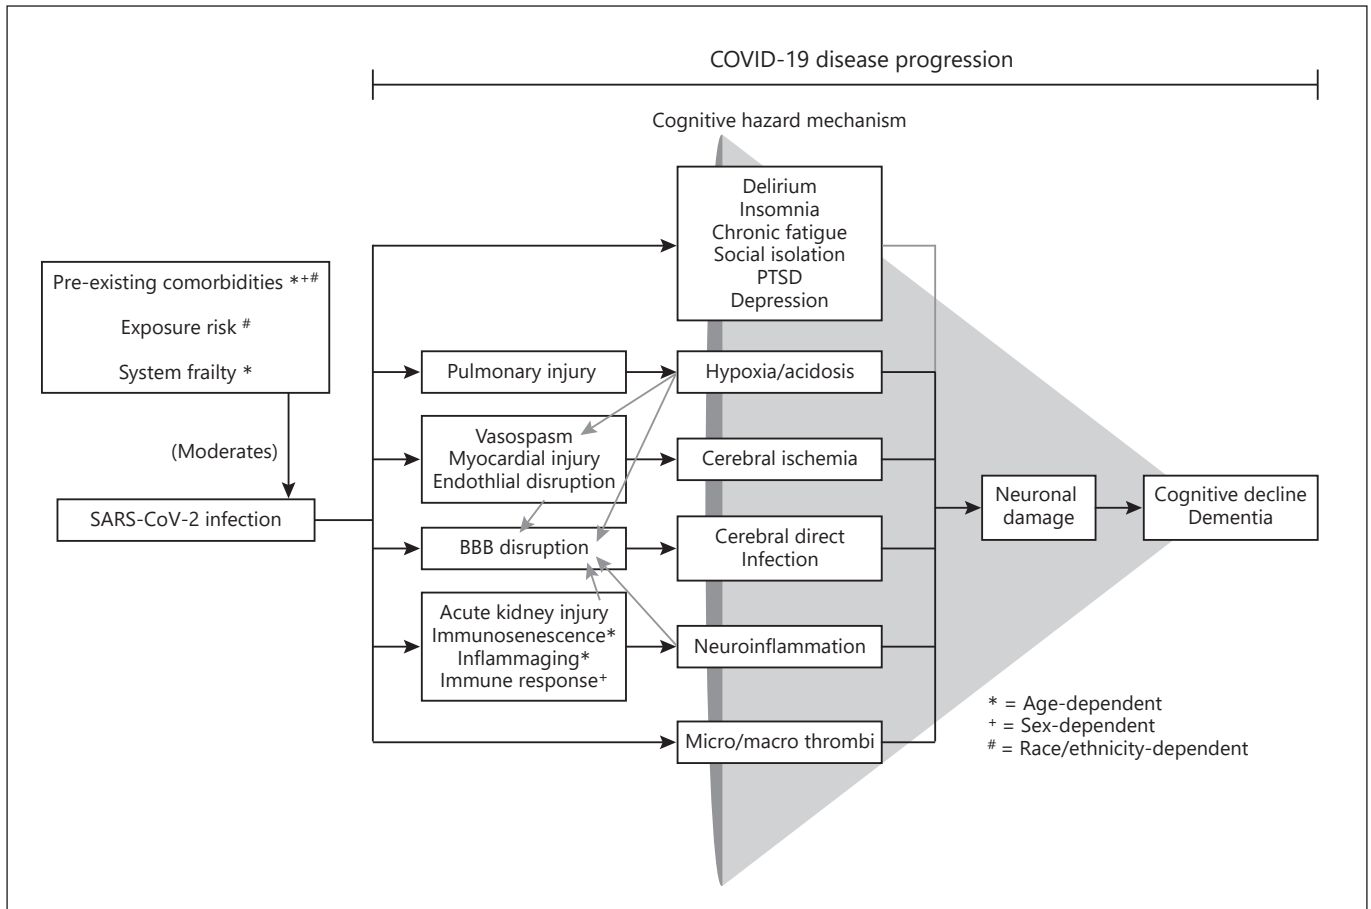 COVID-19 disease progression
Cognitive hazard mechanism
Delirium
Insomnia
Chronic fatigue
Social isolation
PTSD
Depression
Pre-existing comorbidities *+#
Exposure risk #
System frailty *
(Moderates)
SARS-CoV-2 infection
Pulmonary injury
Hypoxia/acidosis
Vasospasm
Myocardial injury
Endothlial disruption
Cerebral ischemia
BBB disruption
Cerebral direct
Infection
Acute kidney injury
Immunosenescence*
Inflammaging*
Immune response+
Neuroinflammation
Micro/macro thrombi
Neuronal
damage
Cognitive decline
Dementia
* = Age-dependent
+ = Sex-dependent
# = Race/ethnicity-dependent